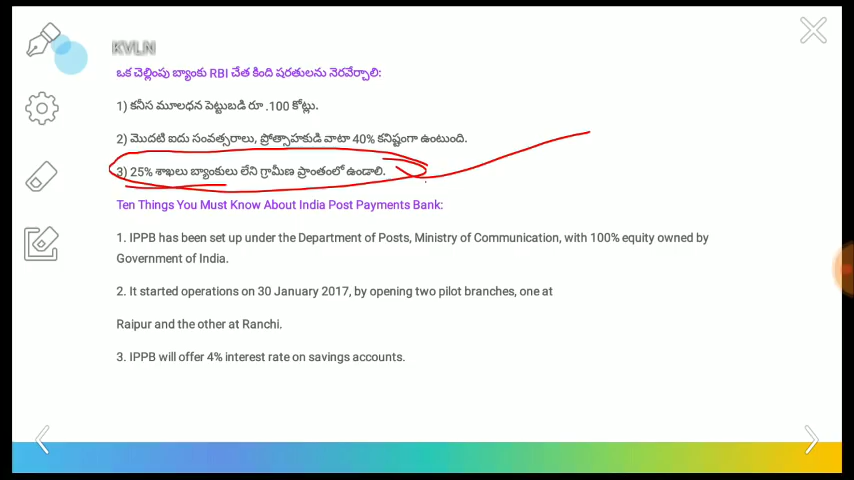 KVLN
ఒక చెల్లింపు బ్యాంకు RBI చేత కింది షరతులను నెరవేర్చాలి:
1) కనీస మూలధన పెట్టుబడి రూ .100 కోట్లు.
2) మొదటి ఐదు సంవత్సరాలు, ప్రోత్సాహకుడి వాటా 40% కనిష్టంగా ఉంటుంది.
3) 25% శాఖలు బ్యాంకులు లేని గ్రామీణ ప్రాంతంలో ఉండాలి.
Ten Things You Must Know About India Post Payments Bank:
1. IPPB has been set up under the Department of Posts, Ministry of Communication, with 100% equity owned by
Government of India.
2. It started operations on 30 January 2017, by opening two pilot branches, one at
Raipur and the other at Ranchi.
3. IPPB will offer 4% interest rate on savings accounts.